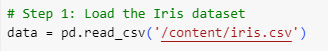 # Step 1: Load the Iris dataset
data = pd.read_csv('/content/iris.csv')